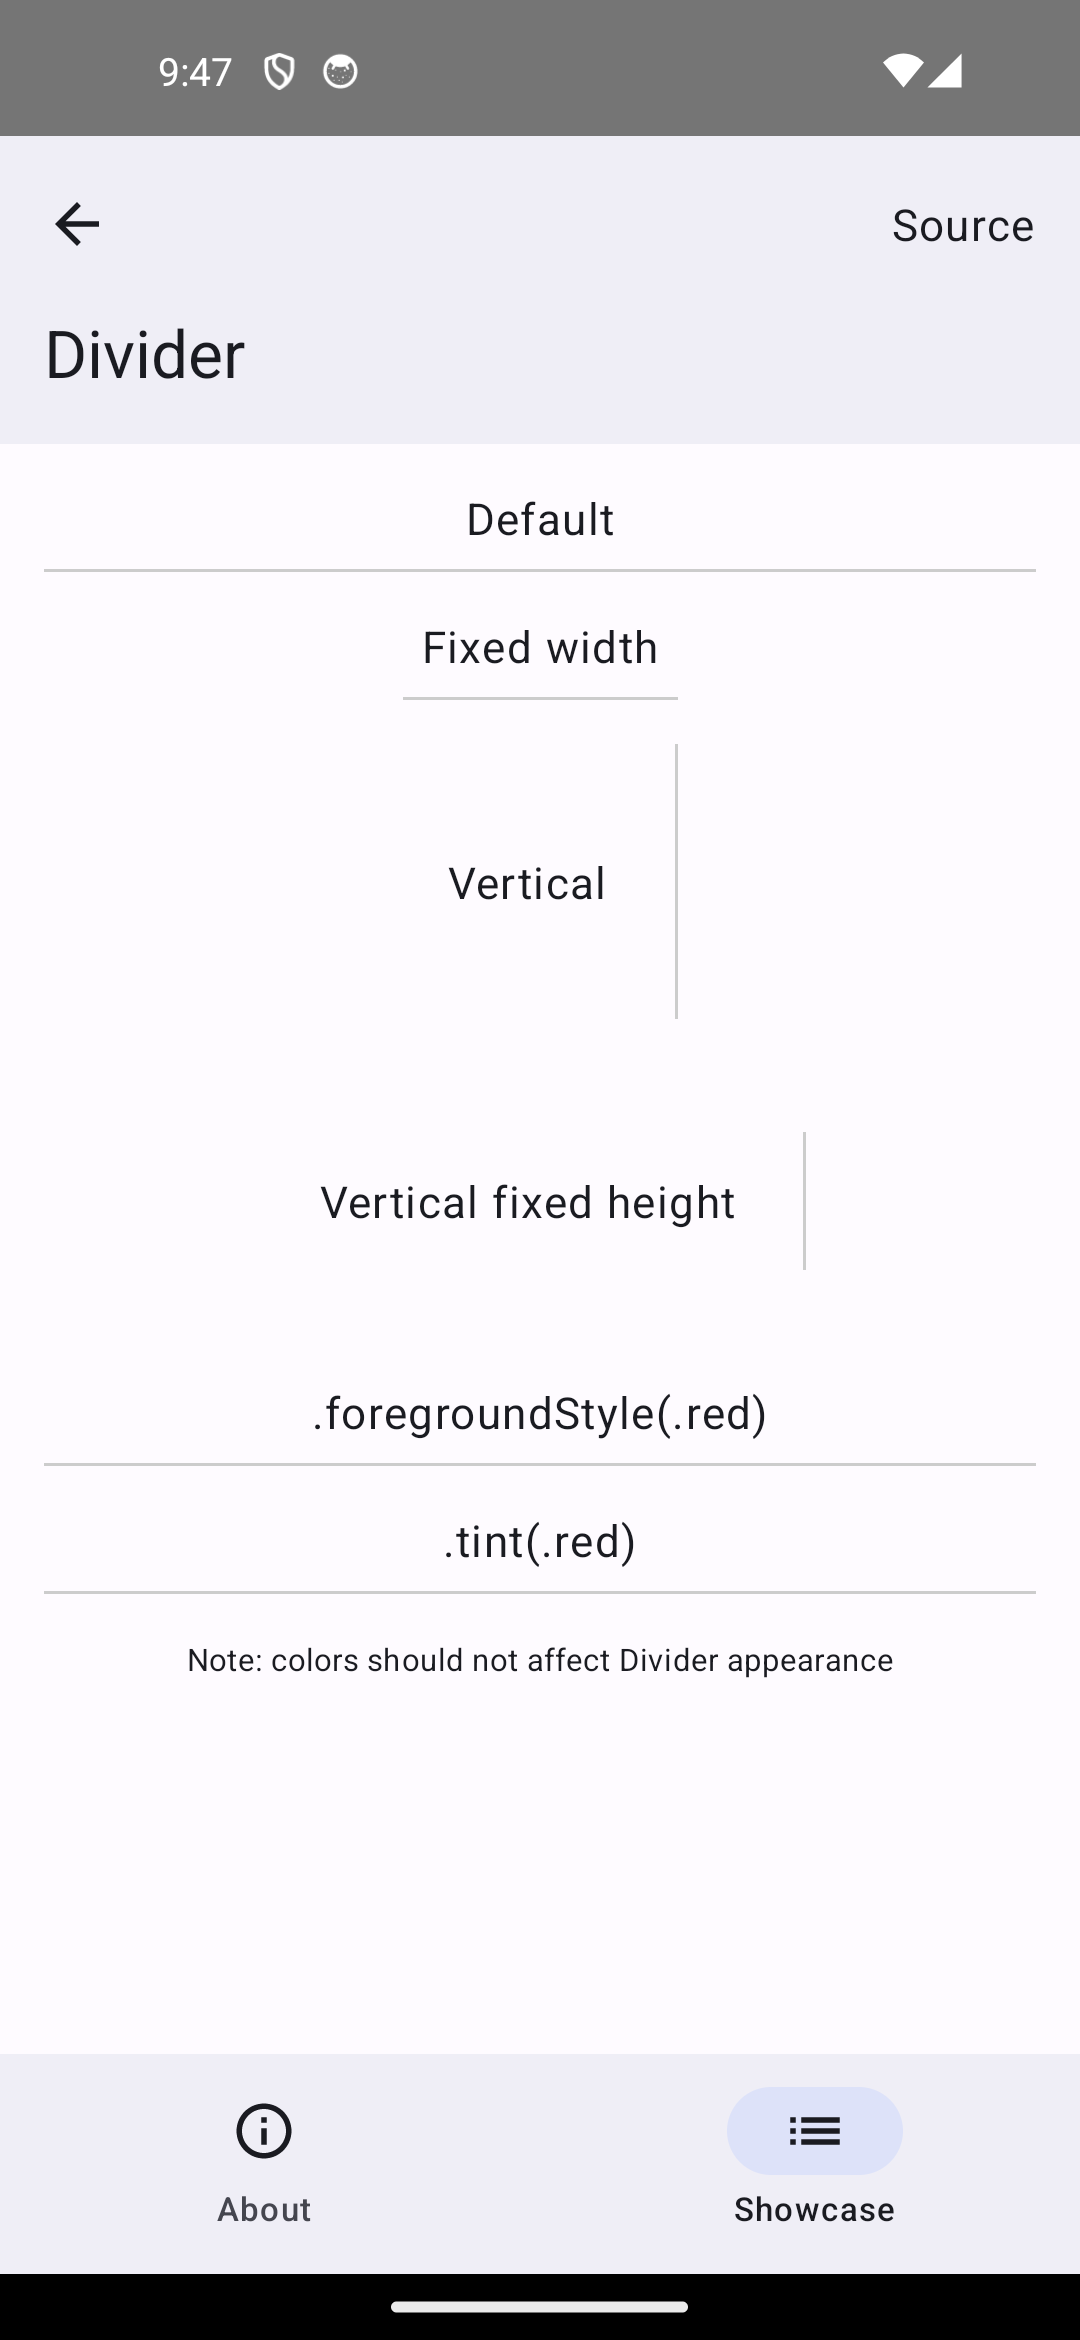 9:47
Source
Divider
Default
Fixed width
Vertical
Vertical fixed height
.foregroundStyle(.red)
.tint(.red)
Note: colors should not affect Divider appearance
About
Showcase